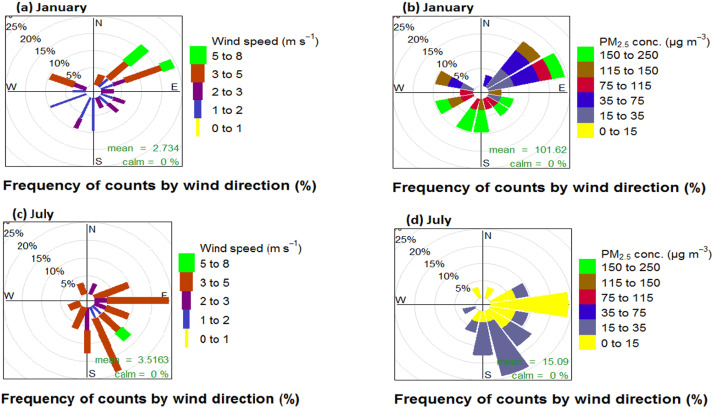 (a) January
25%
20%
15%
10%
5%
N
W
E
S
mean = 2.734
calm = 0 %
Wind speed (m s⁻¹)
5 to 8
3 to 5
2 to 3
1 to 2
0 to 1
Frequency of counts by wind direction (%)
(b) January
25%
20%
15%
10%
5%
N
W
E
S
mean = 101.62
calm = 0 %
PM2.5 conc. (µg m⁻³)
150 to 250
115 to 150
75 to 115
35 to 75
15 to 35
0 to 15
Frequency of counts by wind direction (%)
(c) July
25%
20%
15%
10%
5%
N
W
E
S
mean = 3.5163
calm = 0 %
Wind speed (m s⁻¹)
5 to 8
3 to 5
2 to 3
1 to 2
0 to 1
Frequency of counts by wind direction (%)
(d) July
25%
20%
15%
10%
5%
N
W
E
S
mean = 15.09
calm = 0 %
PM2.5 conc. (µg m⁻³)
150 to 250
115 to 150
75 to 115
35 to 75
15 to 35
0 to 15
Frequency of counts by wind direction (%)